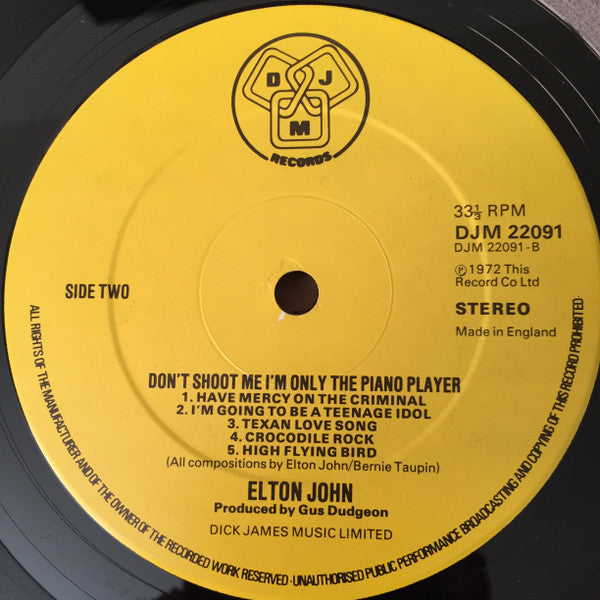 D J
M
RECORDS
33⅓ RPM
DJM 22091
DJM 22091-B
℗ 1972 This
Record Co Ltd
SIDE TWO
STEREO
Made in England
DON'T SHOOT ME I'M ONLY THE PIANO PLAYER
1. HAVE MERCY ON THE CRIMINAL
2. I'M GOING TO BE A TEENAGE IDOL
3. TEXAN LOVE SONG
4. CROCODILE ROCK
5. HIGH FLYING BIRD
(All compositions by Elton John/Bernie Taupin)
ELTON JOHN
Produced by Gus Dudgeon
DICK JAMES MUSIC LIMITED
ALL RIGHTS OF THE MANUFACTURER AND OF THE OWNER OF THE RECORDED WORK RESERVED · UNAUTHORISED PUBLIC PERFORMANCE BROADCASTING AND COPYING OF THIS RECORD PROHIBITED